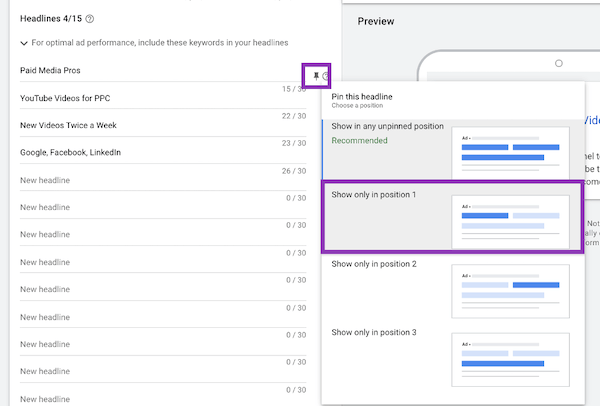 Headlines 4/15
For optimal ad performance, include these keywords in your headlines
Paid Media Pros
15 / 30
YouTube Videos for PPC
22 / 30
New Videos Twice a Week
23 / 30
Google, Facebook, LinkedIn
26 / 30
New headline
0 / 30
New headline
0 / 30
New headline
0 / 30
New headline
0 / 30
New headline
0 / 30
New headline
0 / 30
New headline
0 / 30
New headline
0 / 30
New headline
Preview
Pin this headline
Choose a position
Show in any unpinned position
Recommended
Ad
Show only in position 1
Ad
Show only in position 2
Ad
Show only in position 3
Ad
Not